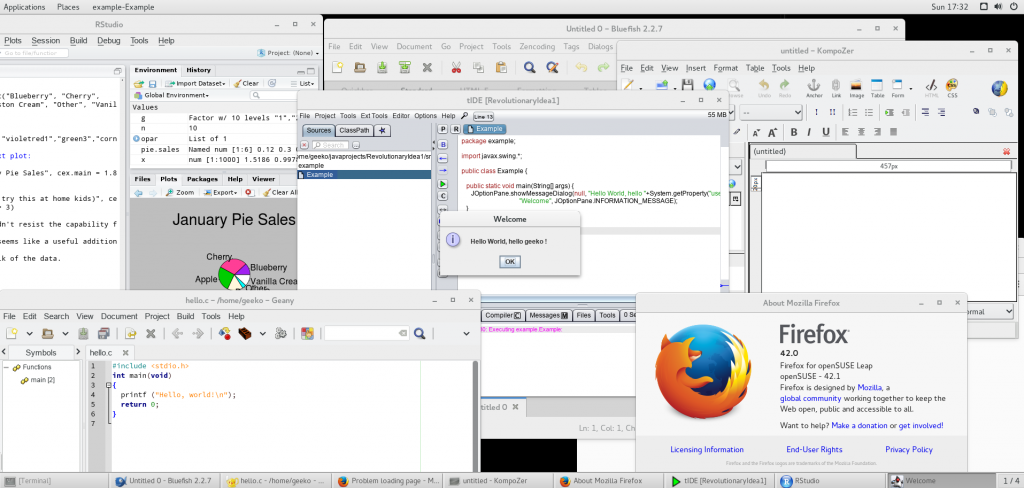 Applications Places example-Example Sun 17:32
RStudio
Plots Session Build Debug Tools Help
Go to file/function
Project: (None)
("Blueberry", "Cherry",
ston Cream", "Other", "Vanil
"violetred1","green3","corn
t plot:
y Pie Sales", cex.main = 1.8
try this at home kids)", ce
= 3)
dn't resist the capability f
seems like a useful addition
lk of the data.
Environment History
Import Dataset Clear List
Global Environment
Values
g Factor w/ 10 levels "1","
n 10
opar List of 1
pie.sales Named num [1:6] 0.12 0.3
x num [1:1000] 1.5186 0.997
Files Plots Packages Help Viewer
Zoom Export Clear All
January Pie Sales
Cherry
Blueberry
Apple
Vanilla Crea
Other
Untitled 0 - Bluefish 2.2.7
File Edit View Document Go Project Tools Zencoding Tags Dialogs
untitled 0
Ln: 1, Col: 1, Ch
untitled - KompoZer
File Edit View Insert Format Table Tools Help
Undo Redo Anchor Link Image Table Form HTML CSS
B I U
(untitled)
457px
rmal
tIDE [RevolutionaryIdea1]
File Project Tools Ext Tools Editor Options Help Line 13 55 MB
Sources ClassPath
Search
me/geeko/javaprojects/RevolutionaryIdea1/sr
example
Example
P R Example
B
C
package example;
import javax.swing.*;
public class Example {
public static void main(String[] args) {
JOptionPane.showMessageDialog(null, "Hello World, hello "+System.getProperty("use
"Welcome", JOptionPane.INFORMATION_MESSAGE);
}
Welcome
Hello World, hello geeko !
OK
Compiler Messages Files Tools 0 Se
Executing example Example:
hello.c - /home/geeko - Geany
File Edit Search View Document Project Build Tools Help
Symbols
Functions
main [2]
hello.c
1 #include <stdio.h>
2 int main(void)
3 {
4 printf ("Hello, world!\n");
5 return 0;
6 }
7
About Mozilla Firefox
Firefox
42.0
Firefox for openSUSE Leap
openSUSE - 42.1
Firefox is designed by Mozilla, a
global community working together to keep the
Web open, public and accessible to all.
Want to help? Make a donation or get involved!
Licensing Information End-User Rights Privacy Policy
Firefox and the Firefox logos are trademarks of the Mozilla Foundation.
[Terminal] Untitled 0 - Bluefish 2.2.7 hello.c - /home/geeko - ... Problem loading page - M... untitled - KompoZer About Mozilla Firefox tIDE [RevolutionaryIdea1] RStudio Welcome 1 / 4